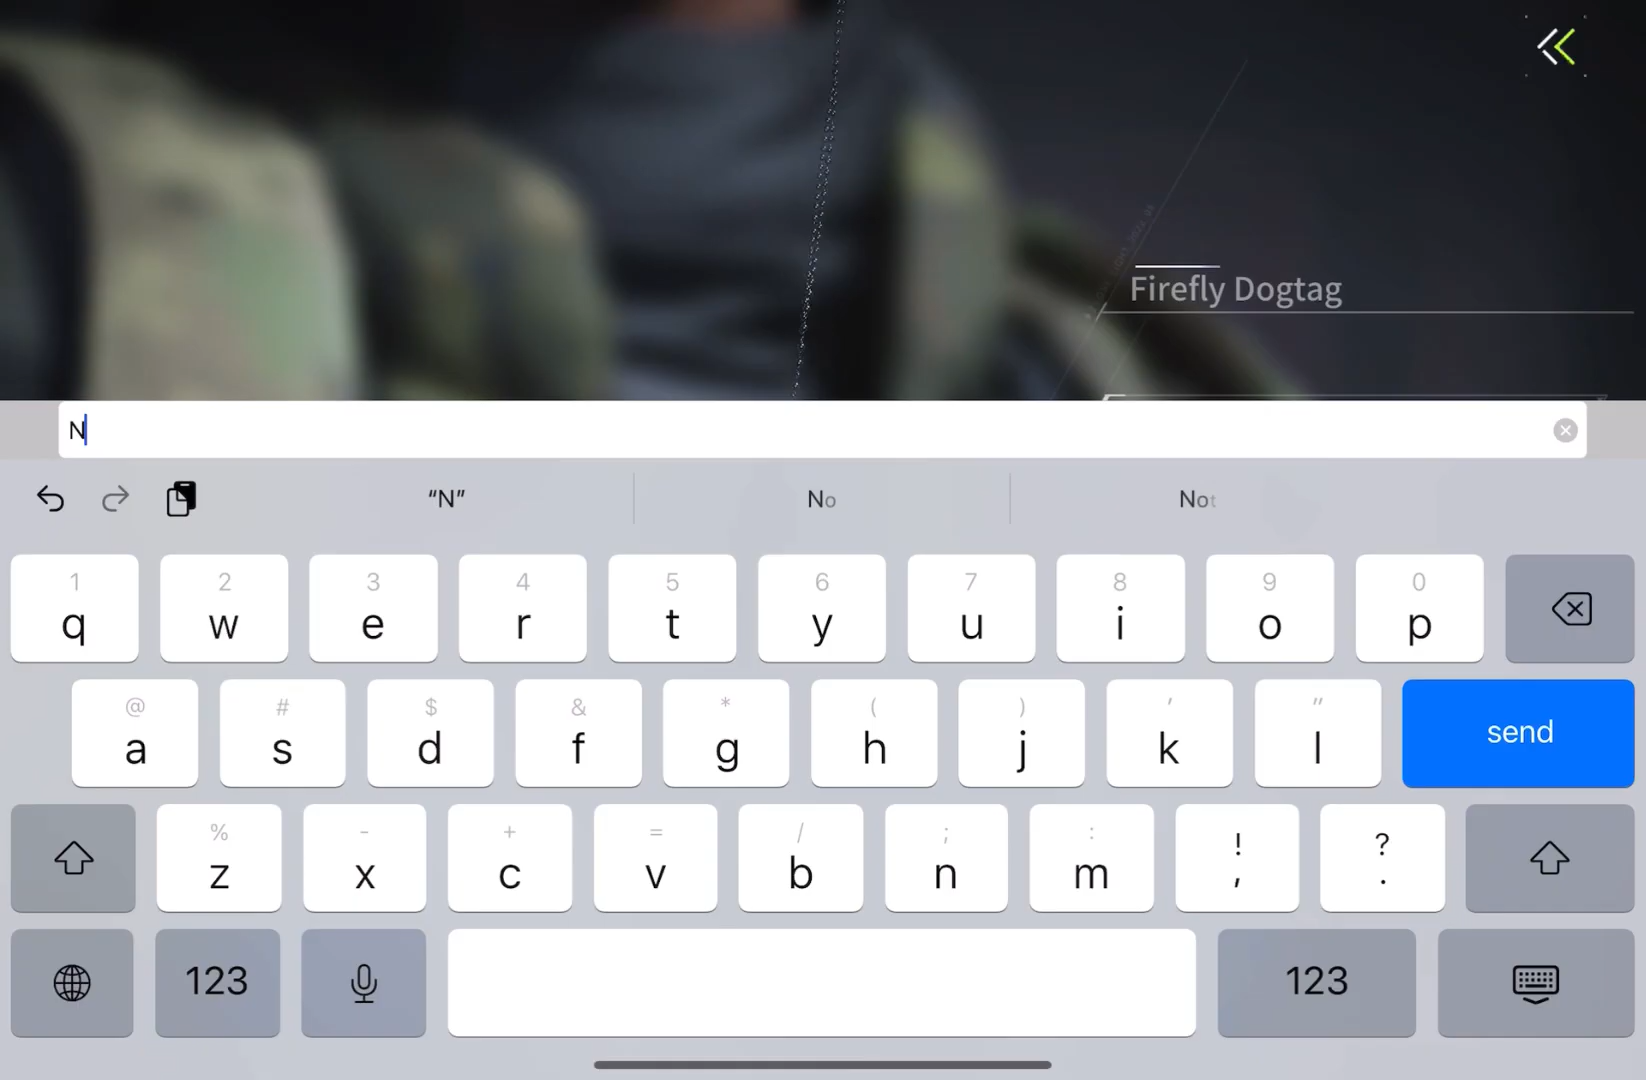 Firefly Dogtag
N
“N” No Not
1 2 3 4 5 6 7 8 9 0
q w e r t y u i o p
@ # $ & * ( ) ′ ″
a s d f g h j k l send
% - + = / ; : ! ?
z x c v b n m , .
123 123